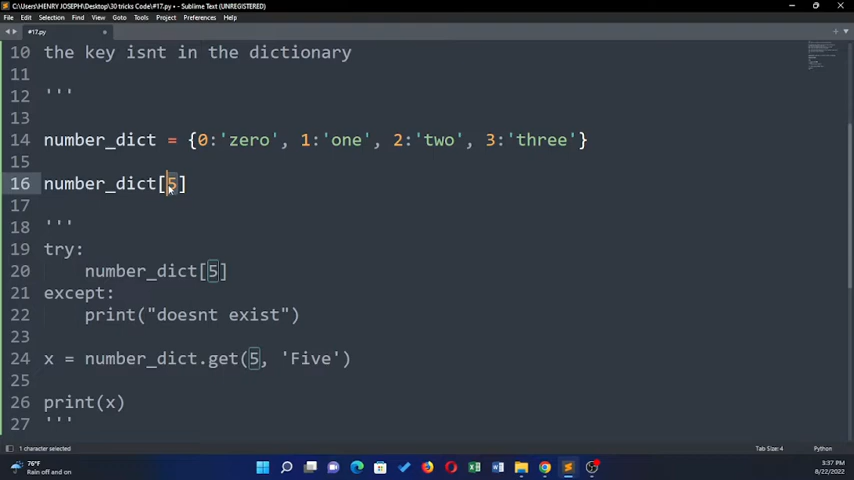 C:\Users\HENRY JOSEPH\Desktop\30 tricks Code\#17.py • - Sublime Text (UNREGISTERED)
File Edit Selection Find View Goto Tools Project Preferences Help
#17.py
10 the key isnt in the dictionary
11
12 '''
13
14 number_dict = {0:'zero', 1:'one', 2:'two', 3:'three'}
15
16 number_dict[5]
17
18 '''
19 try:
20 number_dict[5]
21 except:
22 print("doesnt exist")
23
24 x = number_dict.get(5, 'Five')
25
26 print(x)
27 '''
1 character selected Tab Size: 4 Python
76°F
Rain off and on
3:37 PM
8/22/2022